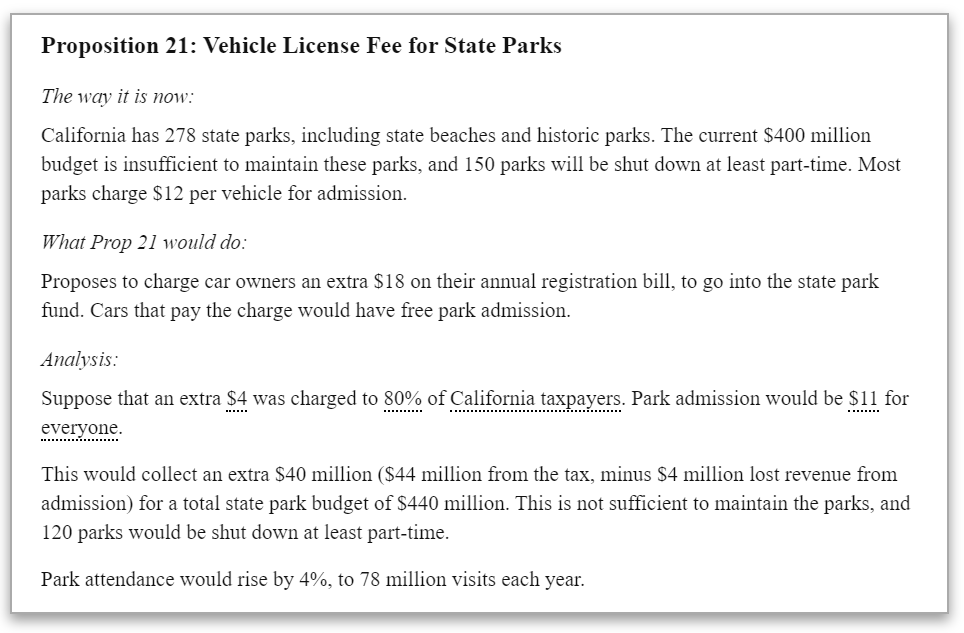 Proposition 21: Vehicle License Fee for State Parks
The way it is now:
California has 278 state parks, including state beaches and historic parks. The current $400 million
budget is insufficient to maintain these parks, and 150 parks will be shut down at least part-time. Most
parks charge $12 per vehicle for admission.
What Prop 21 would do:
Proposes to charge car owners an extra $18 on their annual registration bill, to go into the state park
fund. Cars that pay the charge would have free park admission.
Analysis:
Suppose that an extra $4 was charged to 80% of California taxpayers. Park admission would be $11 for
everyone.
This would collect an extra $40 million ($44 million from the tax, minus $4 million lost revenue from
admission) for a total state park budget of $440 million. This is not sufficient to maintain the parks, and
120 parks would be shut down at least part-time.
Park attendance would rise by 4%, to 78 million visits each year.